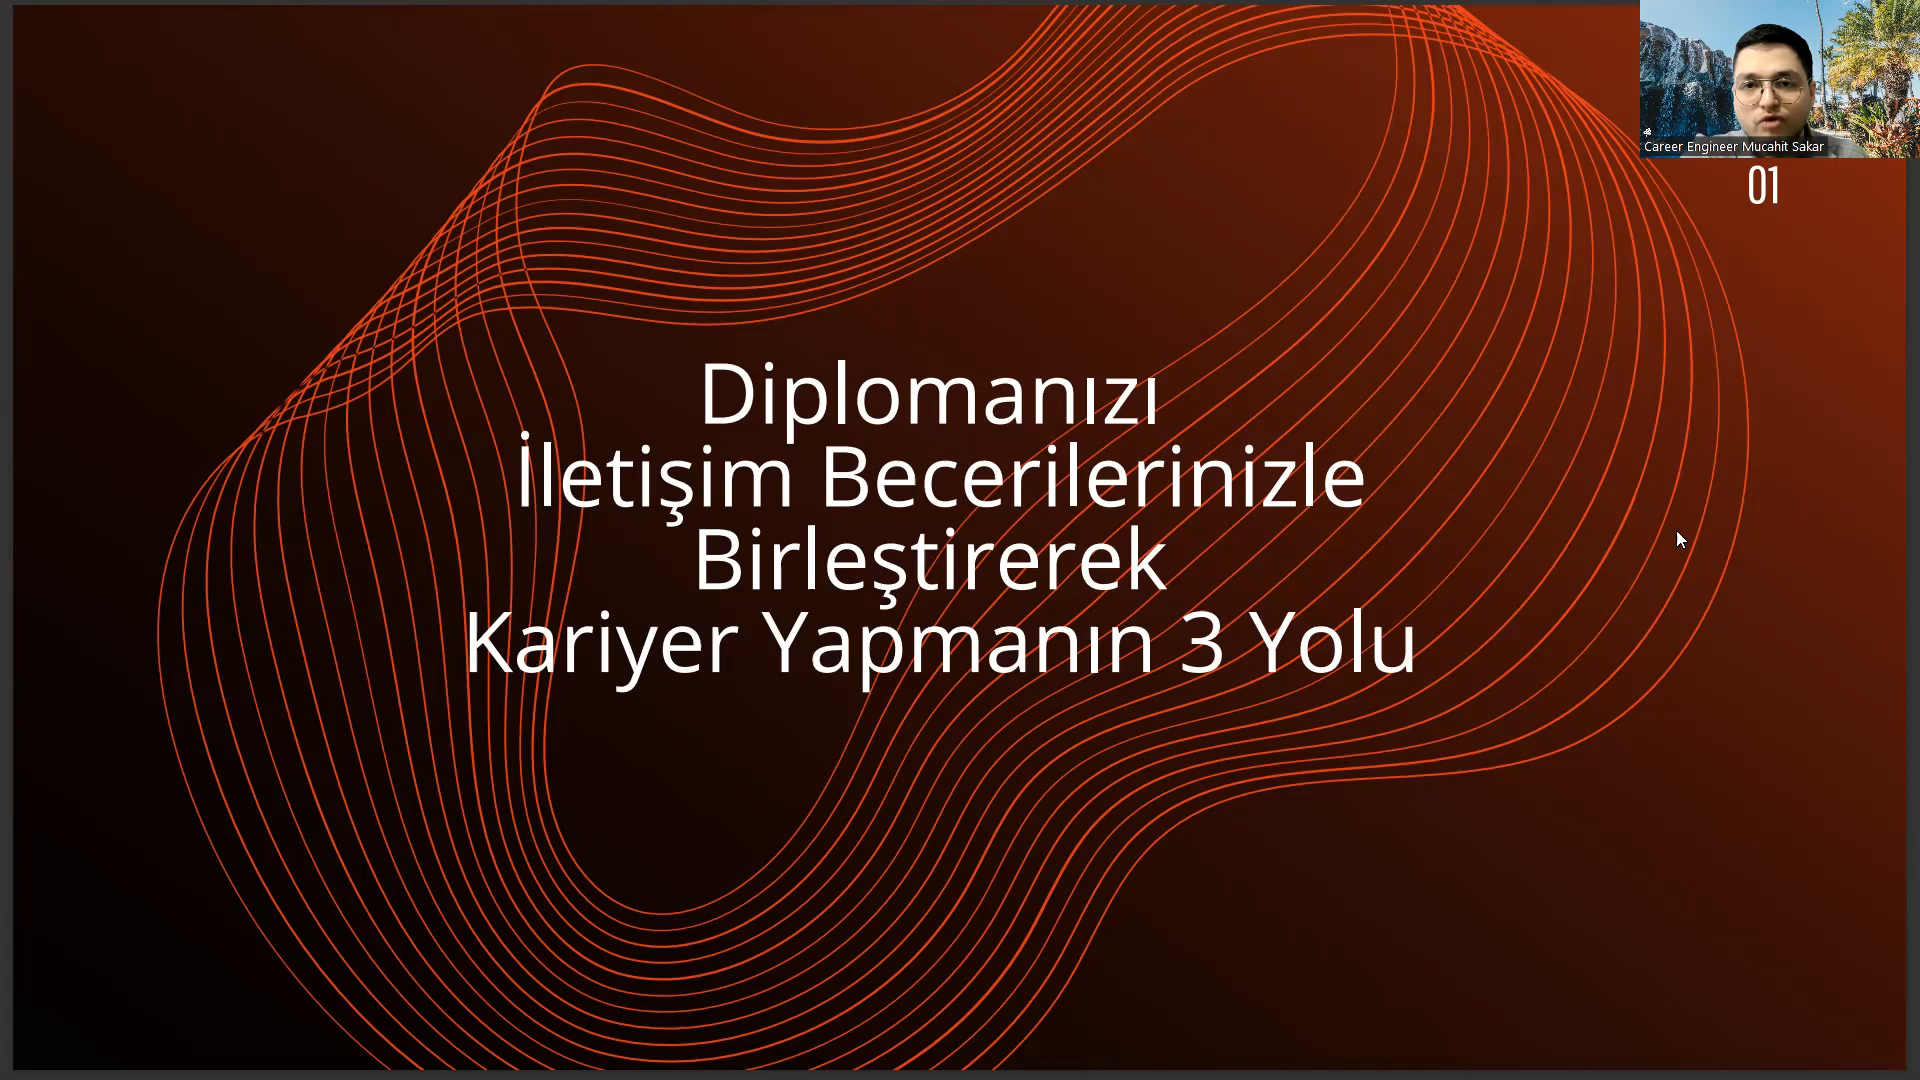 Career Engineer Mucahit Sakar
01
Diplomanızı
İletişim Becerilerinizle
Birleştirerek
Kariyer Yapmanın 3 Yolu